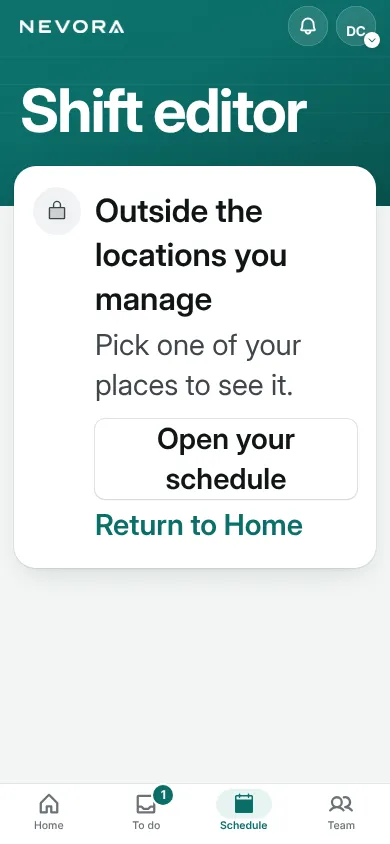 NEVORA
DC
Shift editor
Outside the
locations you
manage
Pick one of your
places to see it.
Open your
schedule
Return to Home
1
Home
To do
Schedule
Team